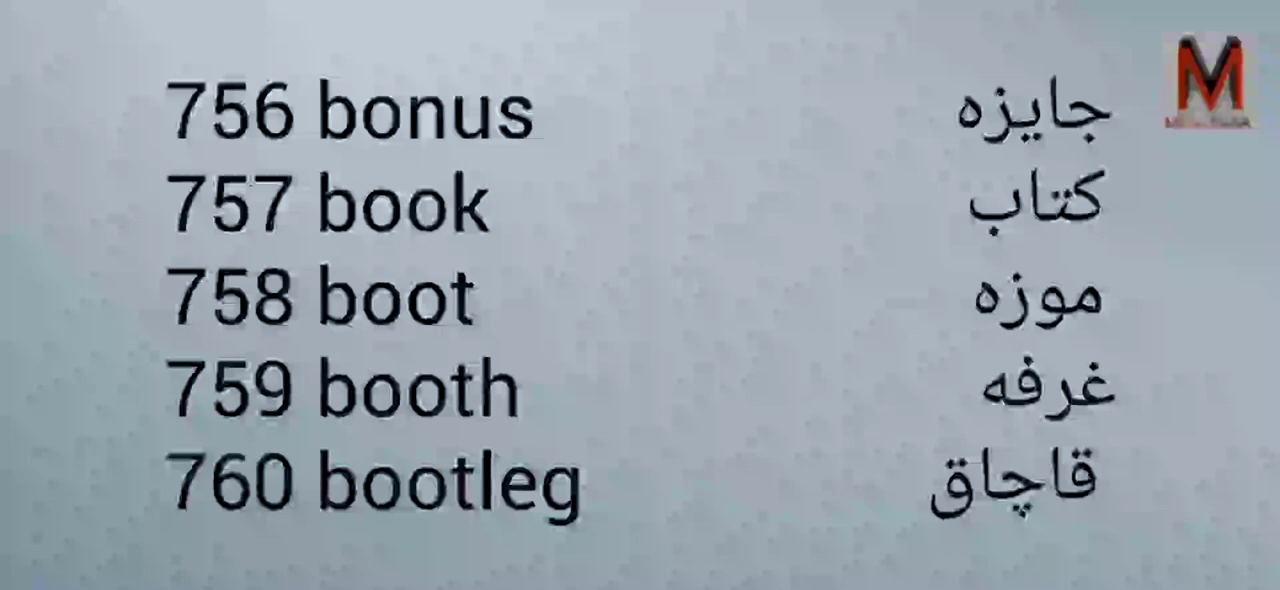 756 bonus جایزه
757 book کتاب
758 boot موزه
759 booth غرفه
760 bootleg قاچاق
M